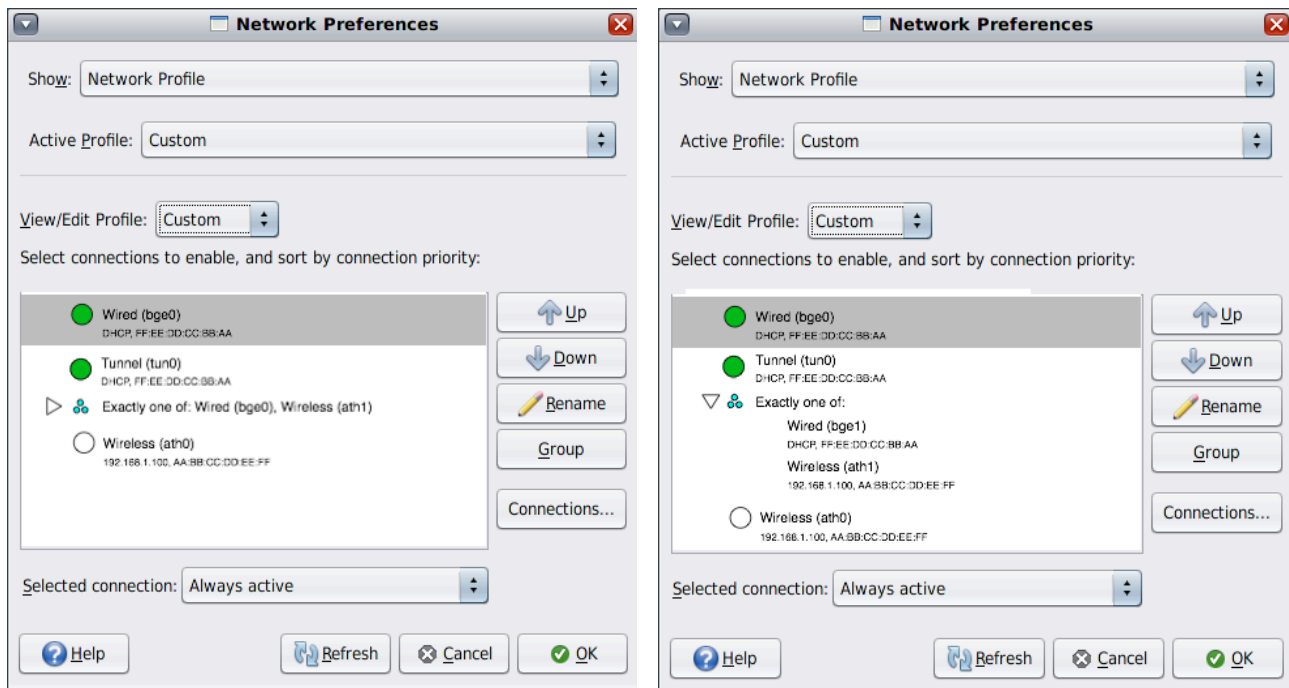 Network Preferences
Show: Network Profile
Active Profile: Custom
View/Edit Profile: Custom
Select connections to enable, and sort by connection priority:
Wired (bge0)
DHCP, FF:EE:DD:CC:BB:AA
Tunnel (tun0)
DHCP, FF:EE:DD:CC:BB:AA
Exactly one of: Wired (bge0), Wireless (ath1)
Wireless (ath0)
192.168.1.100, AA:BB:CC:DD:EE:FF
Up
Down
Rename
Group
Connections...
Selected connection: Always active
Help
Refresh
Cancel
OK
Network Preferences
Show: Network Profile
Active Profile: Custom
View/Edit Profile: Custom
Select connections to enable, and sort by connection priority:
Wired (bge0)
DHCP, FF:EE:DD:CC:BB:AA
Tunnel (tun0)
DHCP, FF:EE:DD:CC:BB:AA
Exactly one of:
Wired (bge1)
DHCP, FF:EE:DD:CC:BB:AA
Wireless (ath1)
192.168.1.100, AA:BB:CC:DD:EE:FF
Wireless (ath0)
192.168.1.100, AA:BB:CC:DD:EE:FF
Up
Down
Rename
Group
Connections...
Selected connection: Always active
Help
Refresh
Cancel
OK